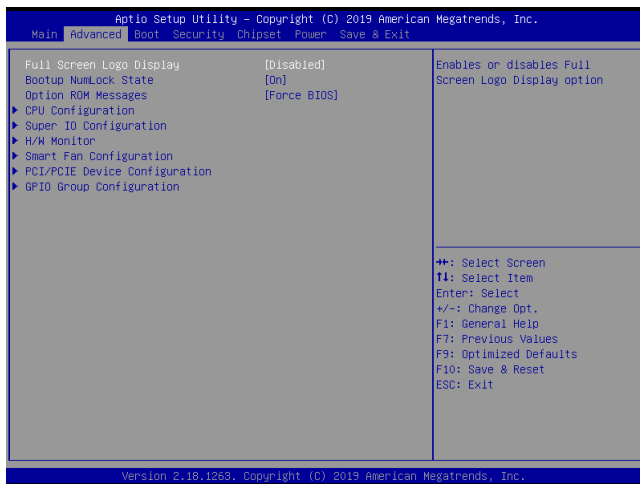 Aptio Setup Utility – Copyright (C) 2019 American Megatrends, Inc.
Main Advanced Boot Security Chipset Power Save & Exit
Full Screen Logo Display [Disabled]
Bootup NumLock State [On]
Option ROM Messages [Force BIOS]
CPU Configuration
Super IO Configuration
H/W Monitor
Smart Fan Configuration
PCI/PCIE Device Configuration
GPIO Group Configuration
Enables or disables Full
Screen Logo Display option
→←: Select Screen
↑↓: Select Item
Enter: Select
+/-: Change Opt.
F1: General Help
F7: Previous Values
F9: Optimized Defaults
F10: Save & Reset
ESC: Exit
Version 2.18.1263. Copyright (C) 2019 American Megatrends, Inc.